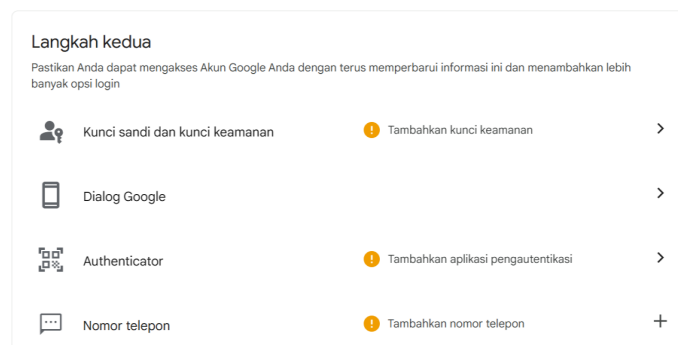 Langkah kedua
Pastikan Anda dapat mengakses Akun Google Anda dengan terus memperbarui informasi ini dan menambahkan lebih
banyak opsi login
Kunci sandi dan kunci keamanan
Tambahkan kunci keamanan
Dialog Google
Authenticator
Tambahkan aplikasi pengautentikasi
Nomor telepon
Tambahkan nomor telepon